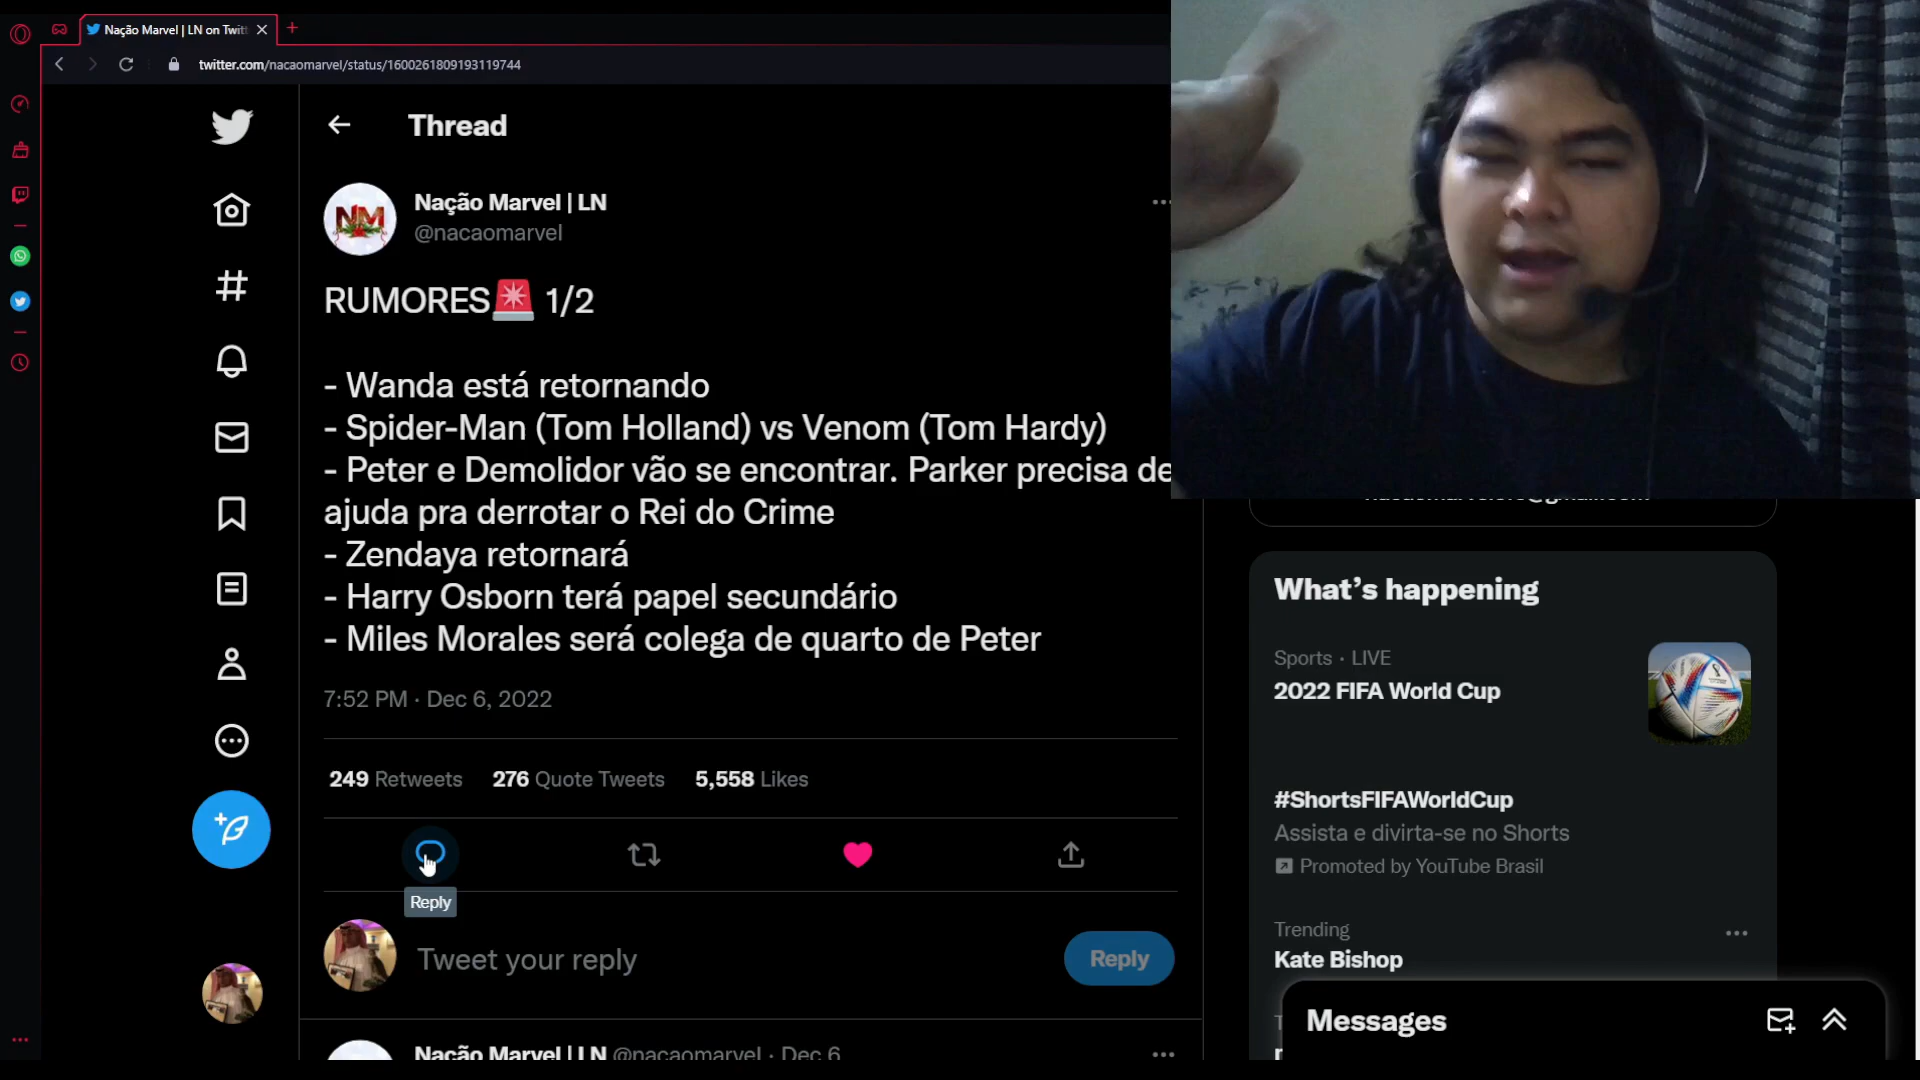 Nação Marvel | LN on Twit
twitter.com/nacaomarvel/status/1600261809193119744
Thread
NM
Nação Marvel | LN
@nacaomarvel
RUMORES🚨 1/2
- Wanda está retornando
- Spider-Man (Tom Holland) vs Venom (Tom Hardy)
- Peter e Demolidor vão se encontrar. Parker precisa de
ajuda pra derrotar o Rei do Crime
- Zendaya retornará
- Harry Osborn terá papel secundário
- Miles Morales será colega de quarto de Peter
7:52 PM · Dec 6, 2022
249 Retweets 276 Quote Tweets 5,558 Likes
Reply
Tweet your reply
Reply
Nação Marvel | LN @nacaomarvel · Dec 6
What's happening
Sports · LIVE
2022 FIFA World Cup
#ShortsFIFAWorldCup
Assista e divirta-se no Shorts
Promoted by YouTube Brasil
Trending
Kate Bishop
Messages